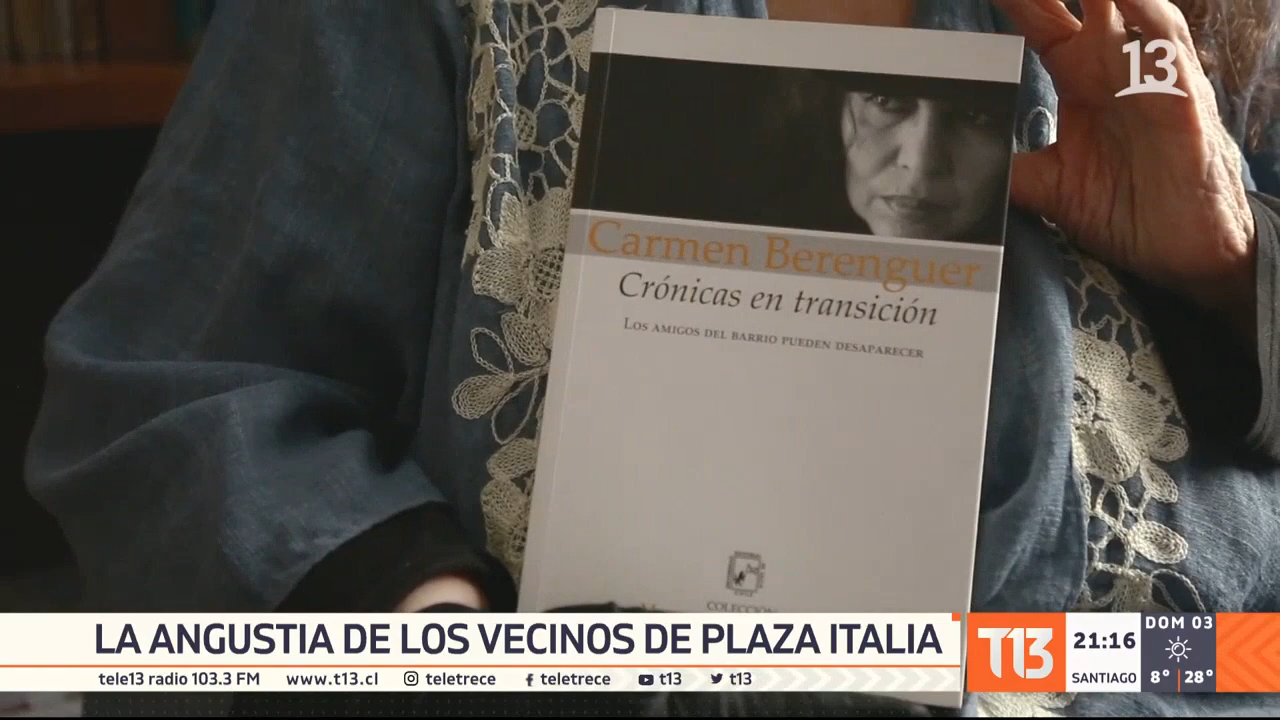 13
Carmen Berenguer
Crónicas en transición
Los amigos del barrio pueden desaparecer
COLECCIÓN
LA ANGUSTIA DE LOS VECINOS DE PLAZA ITALIA
tele13 radio 103.3 FM www.t13.cl teletrece teletrece t13 t13
T13
21:16
SANTIAGO
DOM 03
8° 28°